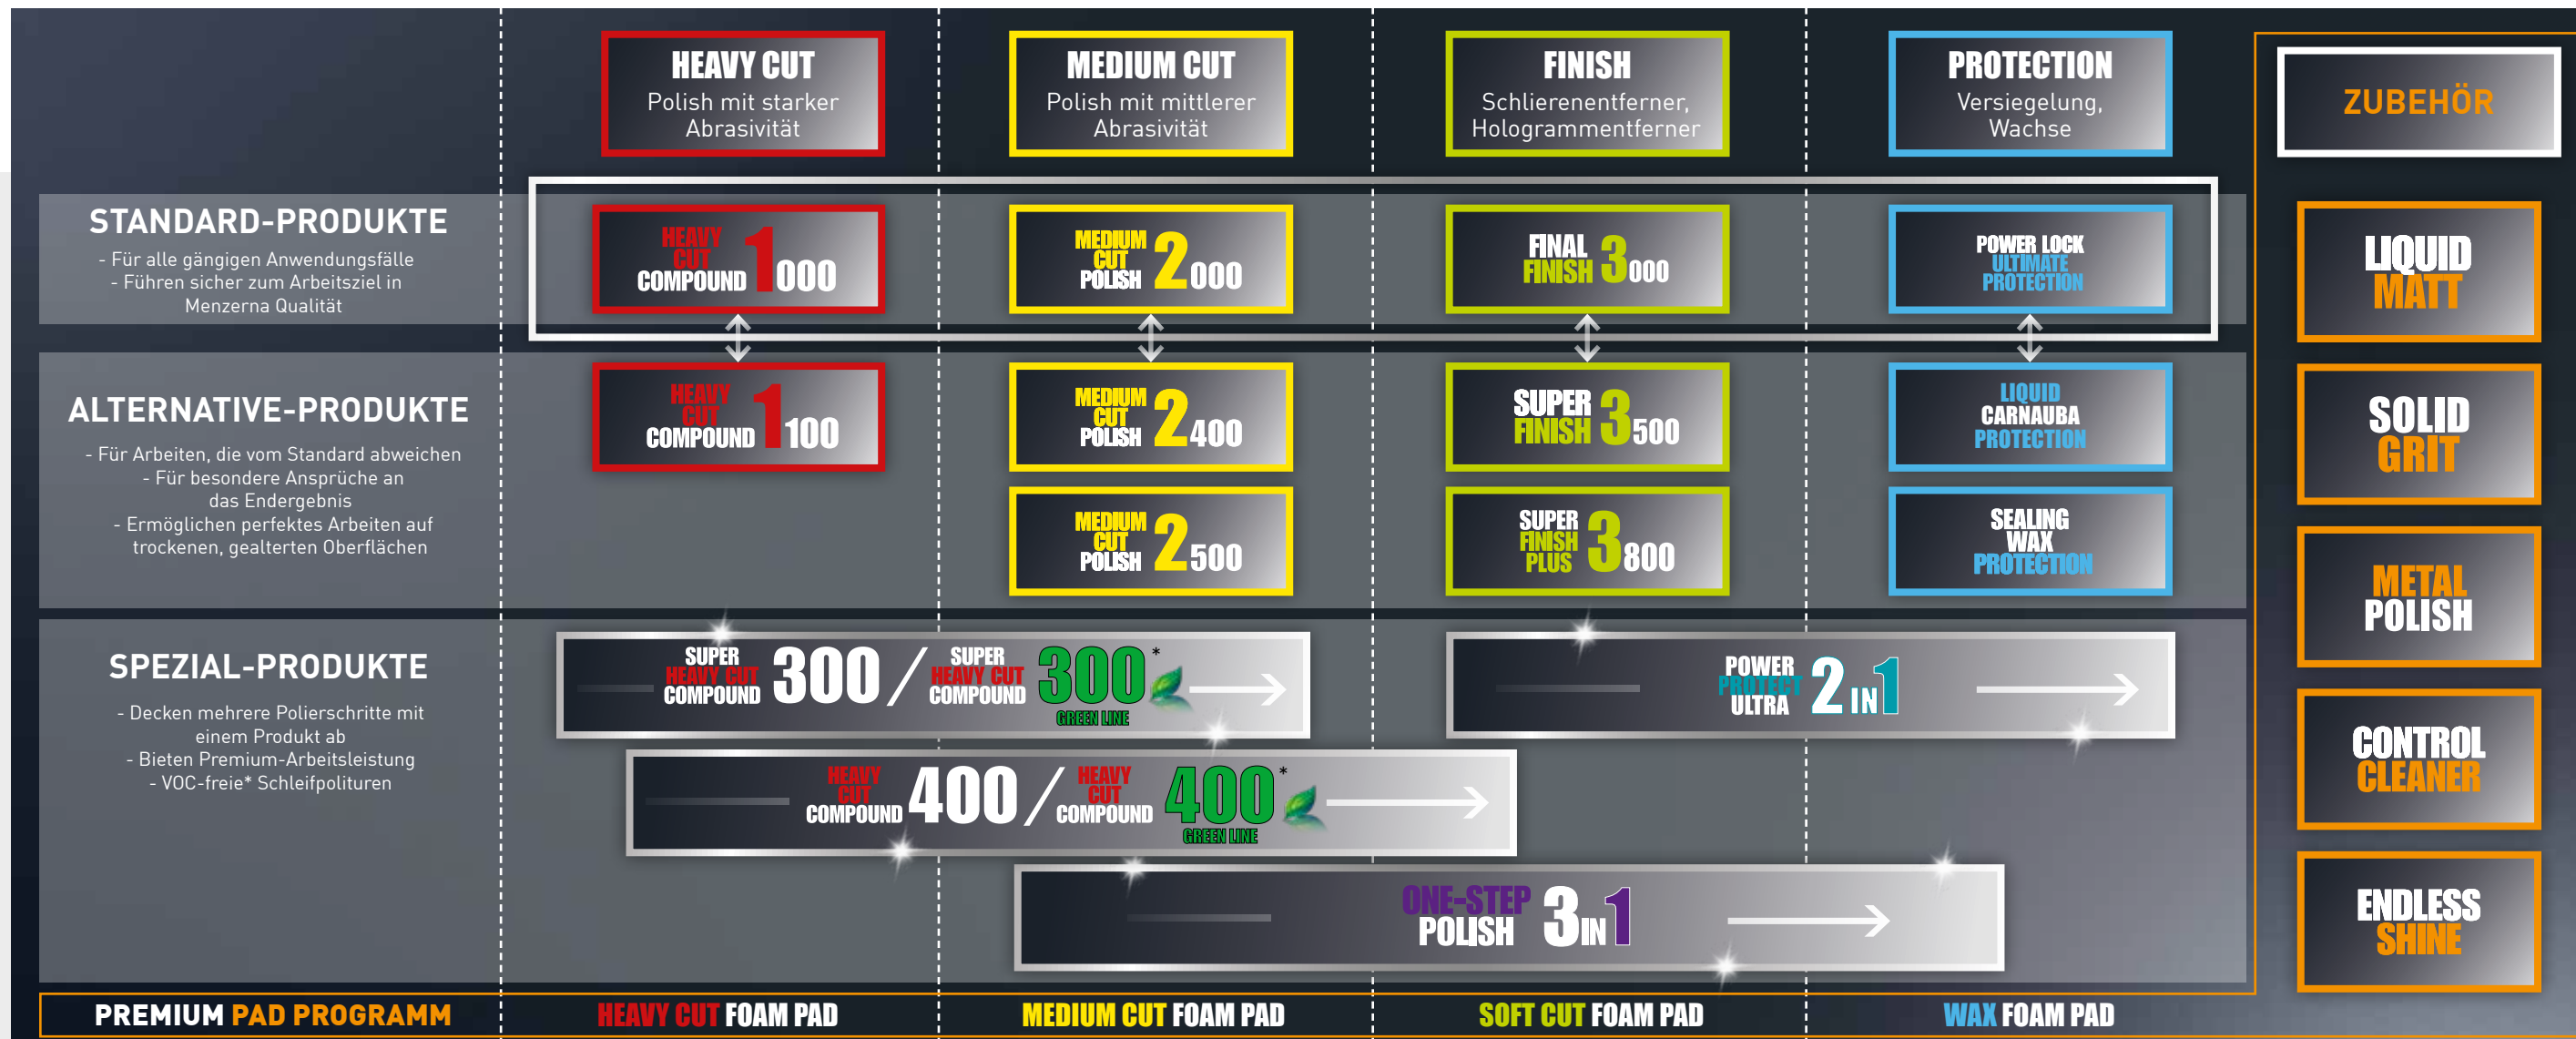 HEAVY CUT
Polish mit starker
Abrasivität
MEDIUM CUT
Polish mit mittlerer
Abrasivität
FINISH
Schlierenentferner,
Hologrammentferner
PROTECTION
Versiegelung,
Wachse
ZUBEHÖR
STANDARD-PRODUKTE
- Für alle gängigen Anwendungsfälle
- Führen sicher zum Arbeitsziel in
Menzerna Qualität
HEAVY
CUT
COMPOUND 1000
MEDIUM
CUT
POLISH 2000
FINAL
FINISH 3000
POWER LOCK
ULTIMATE
PROTECTION
LIQUID
MATT
ALTERNATIVE-PRODUKTE
- Für Arbeiten, die vom Standard abweichen
- Für besondere Ansprüche an
das Endergebnis
- Ermöglichen perfektes Arbeiten auf
trockenen, gealterten Oberflächen
HEAVY
CUT
COMPOUND 1100
MEDIUM
CUT
POLISH 2400
SUPER
FINISH 3500
LIQUID
CARNAUBA
PROTECTION
MEDIUM
CUT
POLISH 2500
SUPER
FINISH
PLUS 3800
SEALING
WAX
PROTECTION
SOLID
GRIT
METAL
POLISH
SPEZIAL-PRODUKTE
- Decken mehrere Polierschritte mit
einem Produkt ab
- Bieten Premium-Arbeitsleistung
- VOC-freie* Schleifpolituren
SUPER
HEAVY CUT
COMPOUND 300 /
SUPER
HEAVY CUT
COMPOUND 300*
GREEN LINE
POWER
PROTECT
ULTRA 2 IN 1
HEAVY
CUT
COMPOUND 400 /
HEAVY
CUT
COMPOUND 400*
GREEN LINE
ONE-STEP
POLISH 3 IN 1
CONTROL
CLEANER
ENDLESS
SHINE
PREMIUM PAD PROGRAMM
HEAVY CUT FOAM PAD
MEDIUM CUT FOAM PAD
SOFT CUT FOAM PAD
WAX FOAM PAD